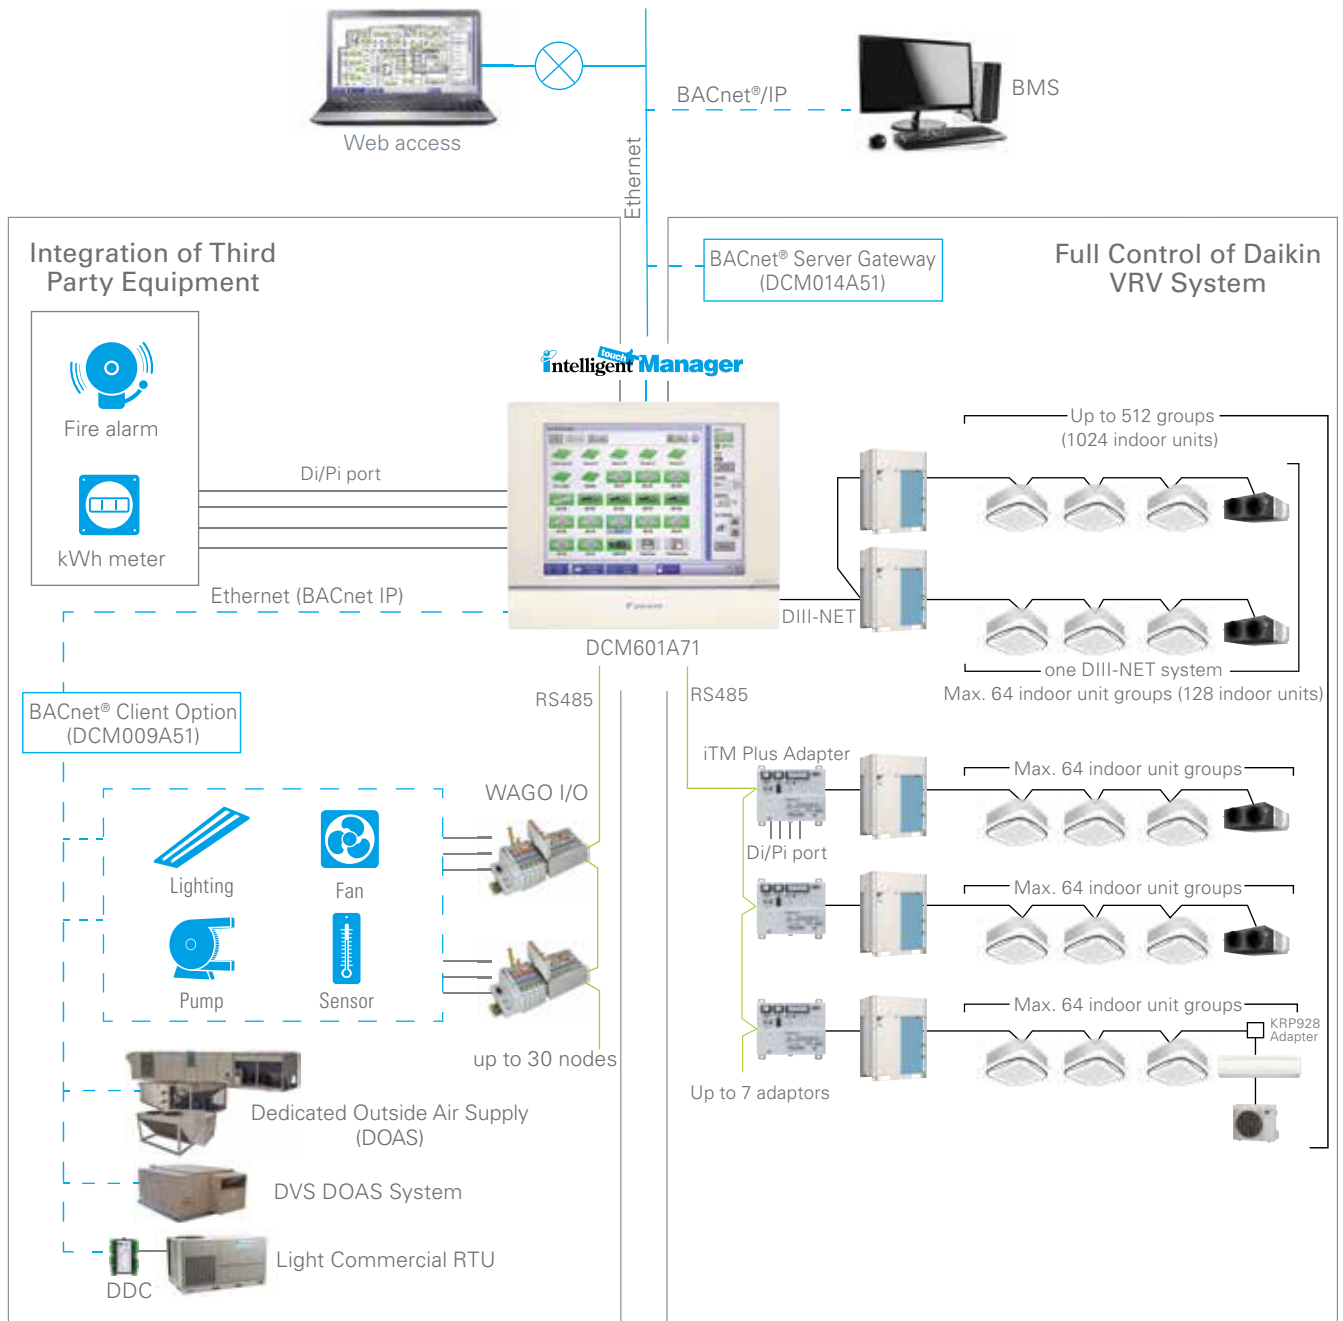 Web access
BACnet®/IP
BMS
Ethernet
Integration of Third
Party Equipment
BACnet® Server Gateway
(DCM014A51)
Full Control of Daikin
VRV System
intelligent touch Manager
Fire alarm
kWh meter
Di/Pi port
Up to 512 groups
(1024 indoor units)
Ethernet (BACnet IP)
DAIKIN
DIII-NET
DCM601A71
one DIII-NET system
Max. 64 indoor unit groups (128 indoor units)
RS485
RS485
BACnet® Client Option
(DCM009A51)
iTM Plus Adapter
Max. 64 indoor unit groups
WAGO I/O
Di/Pi port
Lighting
Fan
Max. 64 indoor unit groups
Pump
Sensor
Max. 64 indoor unit groups
KRP928
Adapter
up to 30 nodes
Up to 7 adaptors
Dedicated Outside Air Supply
(DOAS)
DVS DOAS System
Light Commercial RTU
DDC